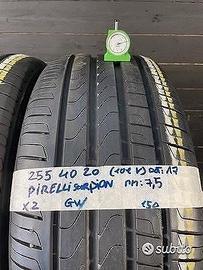 255 40 20 (101 V) DOT: 17
PIRELLI SCORPION MM: 7,5
X2 GW 150
subito